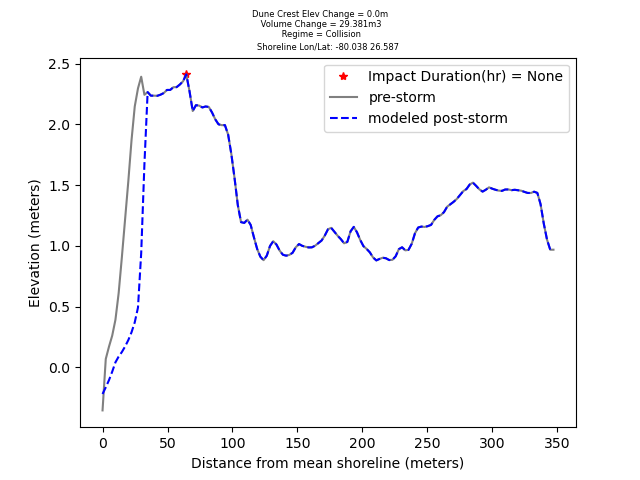 Dune Crest Elev Change = 0.0m
Volume Change = 29.381m3
Regime = Collision
Shoreline Lon/Lat: -80.038 26.587
Impact Duration(hr) = None
pre-storm
modeled post-storm
2.5
2.0
1.5
1.0
0.5
0.0
Elevation (meters)
0 50 100 150 200 250 300 350
Distance from mean shoreline (meters)